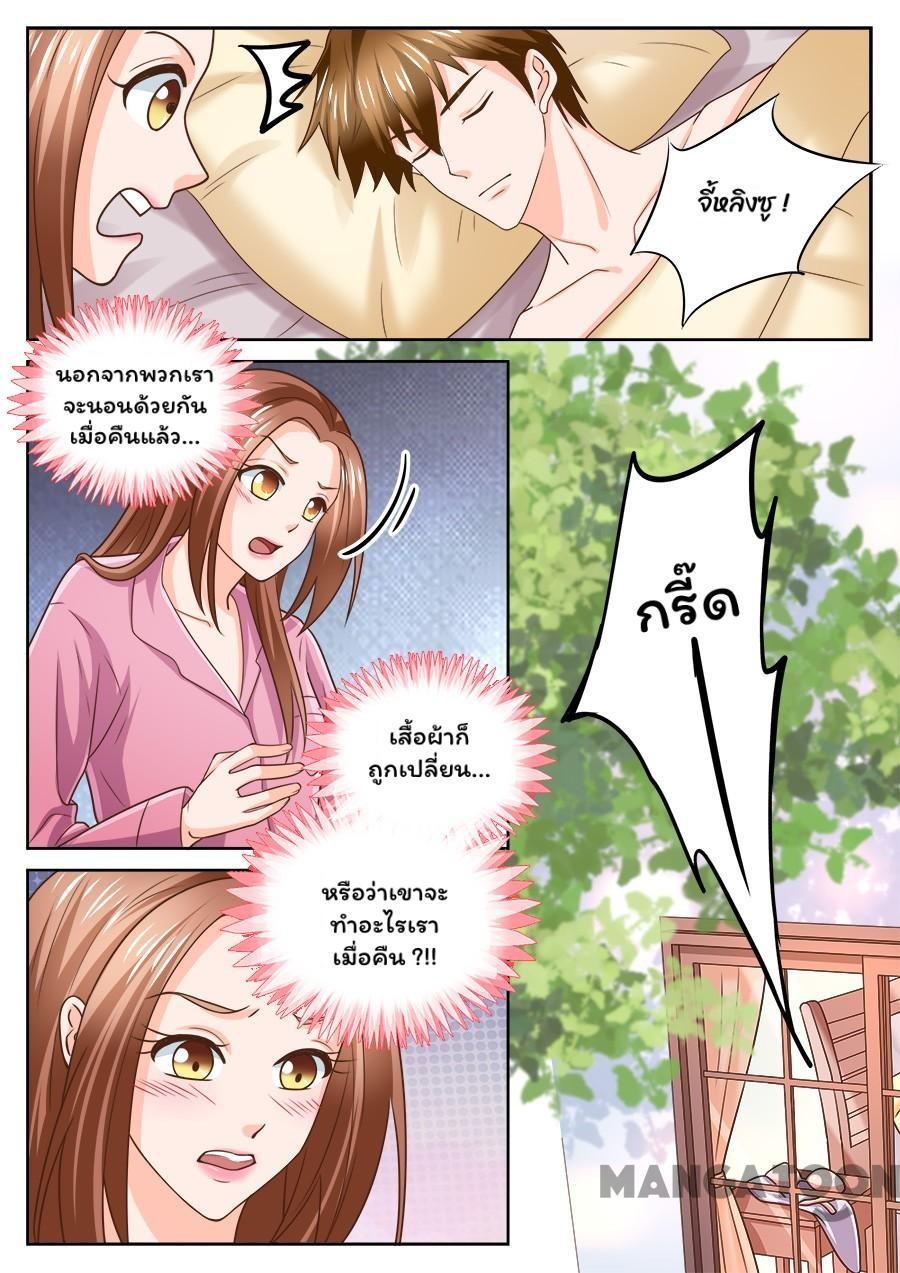 จี้หลิงซู !
นอกจากพวกเรา
จะนอนด้วยกัน
เมื่อคืนแล้ว...
กรี๊ด
เสื้อผ้าก็
ถูกเปลี่ยน...
หรือว่าเขาจะ
ทำอะไรเรา
เมื่อคืน ?!!
MANGATOON